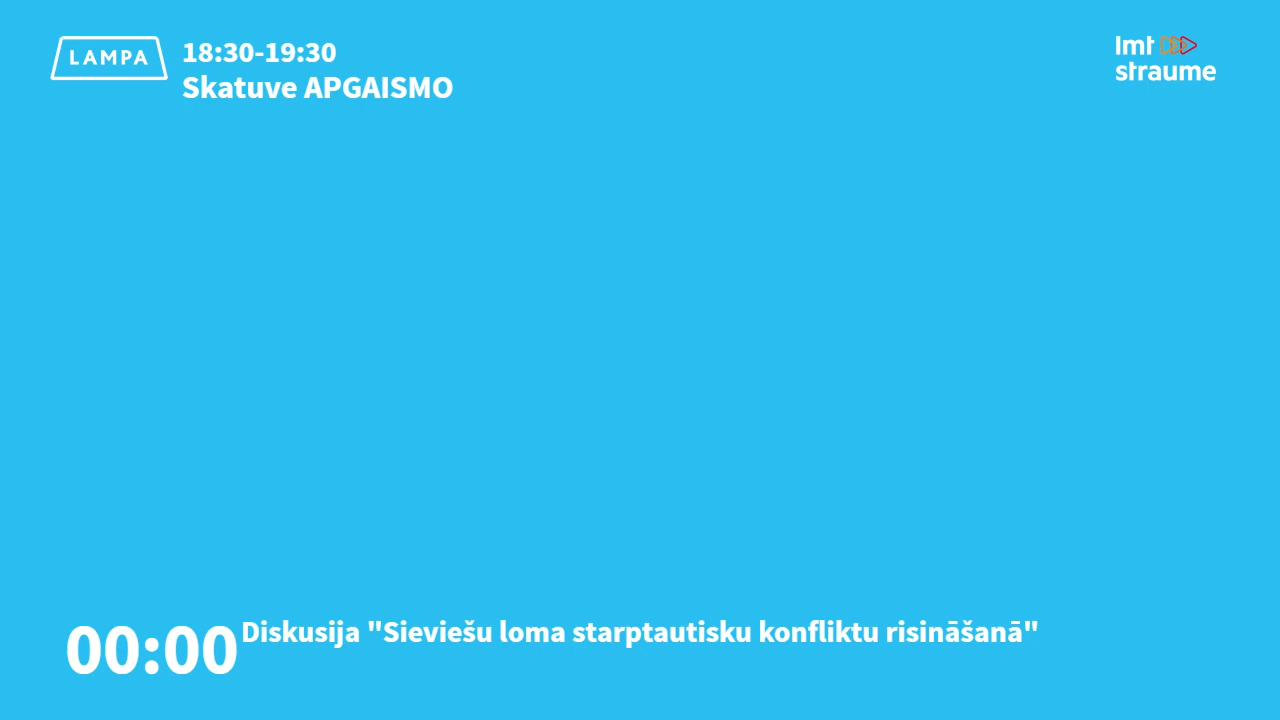 LAMPA
18:30-19:30
Skatuve APGAISMO
lmt
straume
00:00
Diskusija "Sieviešu loma starptautisku konfliktu risināšanā"